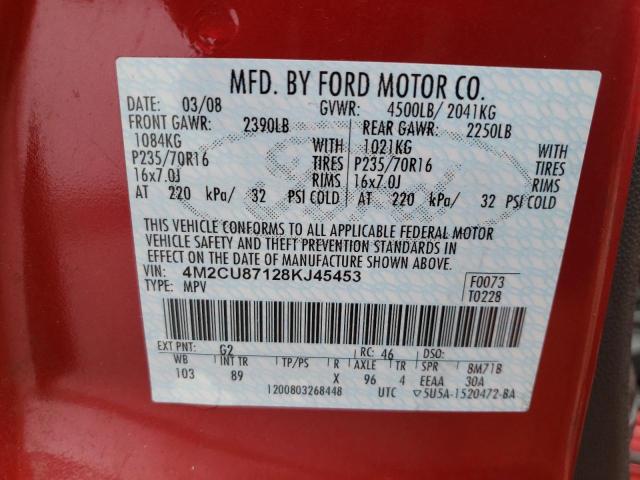 MFD. BY FORD MOTOR CO.
DATE: 03/08 GVWR: 4500LB/ 2041KG
FRONT GAWR: 2390LB REAR GAWR: 2250LB
1084KG WITH 1021KG WITH
P235/70R16 TIRES P235/70R16 TIRES
16x7.0J RIMS 16x7.0J RIMS
AT 220 kPa/ 32 PSI COLD AT 220 kPa/ 32 PSI COLD
THIS VEHICLE CONFORMS TO ALL APPLICABLE FEDERAL MOTOR
VEHICLE SAFETY AND THEFT PREVENTION STANDARDS IN
EFFECT ON THE DATE OF MANUFACTURE SHOWN ABOVE.
VIN: 4M2CU87128KJ45453 F0073
TYPE: MPV T0228
EXT PNT: G2 RC: 46 DSO:
WB INT TR TP/PS R AXLE TR SPR 8M71B
103 89 X 96 4 EEAA 30A
1200803268448 UTC ▽5U5A-1520472-BA